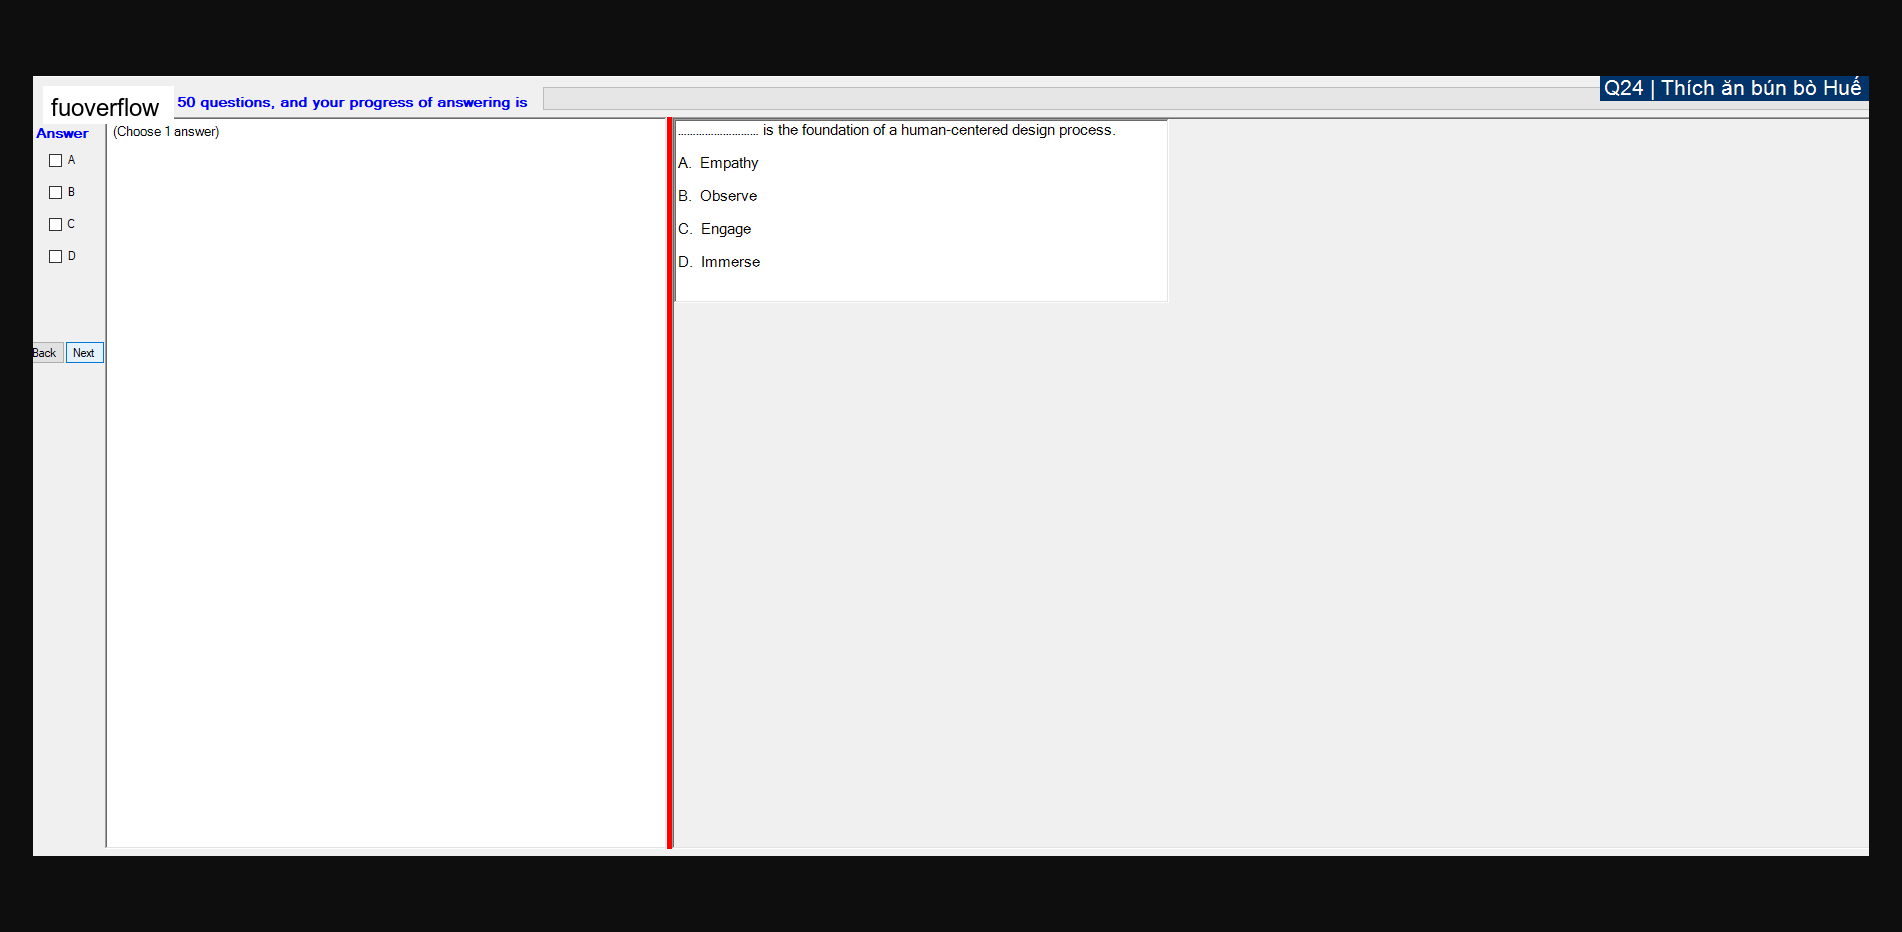 Q24 | Thích ăn bún bò Huế
fuoverflow 50 questions, and your progress of answering is
Answer
(Choose 1 answer)
A
B
C
D
Back Next
........................... is the foundation of a human-centered design process.
A. Empathy
B. Observe
C. Engage
D. Immerse